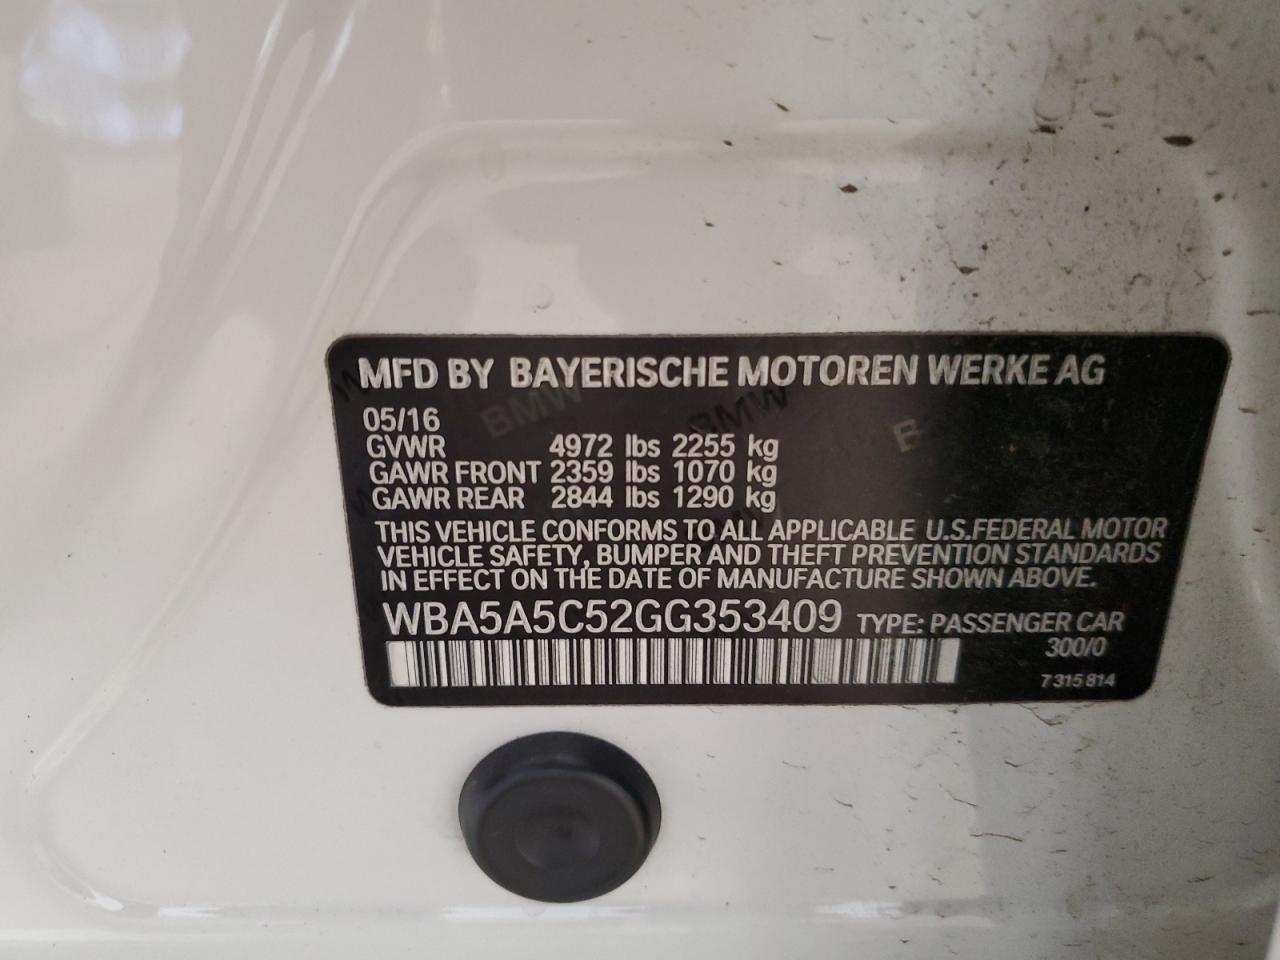 MFD BY BAYERISCHE MOTOREN WERKE AG
05/16
GVWR 4972 lbs 2255 kg
GAWR FRONT 2359 lbs 1070 kg
GAWR REAR 2844 lbs 1290 kg
THIS VEHICLE CONFORMS TO ALL APPLICABLE U.S.FEDERAL MOTOR
VEHICLE SAFETY, BUMPER AND THEFT PREVENTION STANDARDS
IN EFFECT ON THE DATE OF MANUFACTURE SHOWN ABOVE.
WBA5A5C52GG353409 TYPE: PASSENGER CAR
300/0
7 315 814
BMW
BMW